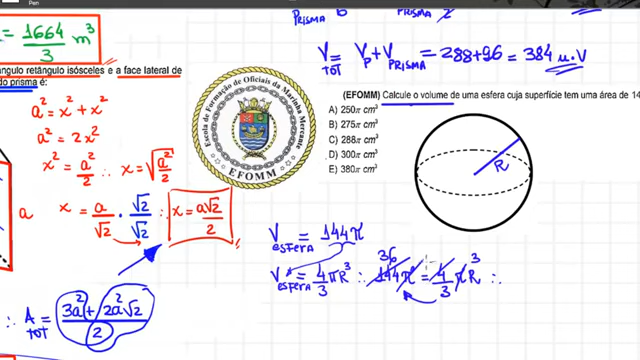 Pen
= 1664/3 m³
PRISMA
PRISMA 2
V TOT = Vp + V PRISMA = 288 + 96 = 384 u.V
ângulo retângulo isósceles e a face lateral de
do prisma é:
a² = x² + x²
a² = 2x²
x² = a²/2 ∴ x = √(a²/2)
a
x = a/√2 · √2/√2 ∴ x = a√2/2
∴ A TOT = 3a² + 2a²√2 / 2
Escola de Formação de Oficiais da Marinha Mercante
EFOMM
(EFOMM) Calcule o volume de uma esfera cuja superfície tem uma área de 14
A) 250π cm³
B) 275π cm³
C) 288π cm³
D) 300π cm³
E) 380π cm³
R
V ESFERA = 144π
V ESFERA = 4/3 πR³ ∴ 36 144π = 4/3 πR³ ∴